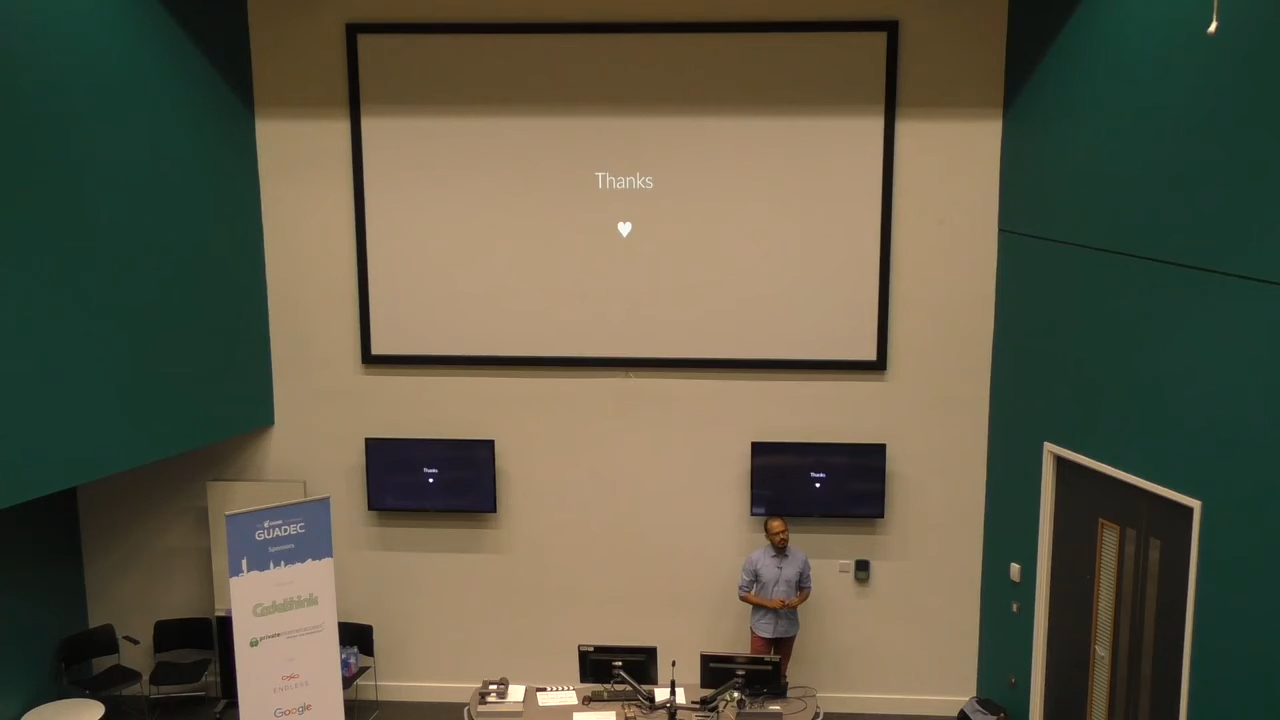 Thanks
♥
Thanks
♥
Thanks
♥
GUADEC
Sponsors
Codethink
privateinternetaccess
ENDLESS
Google